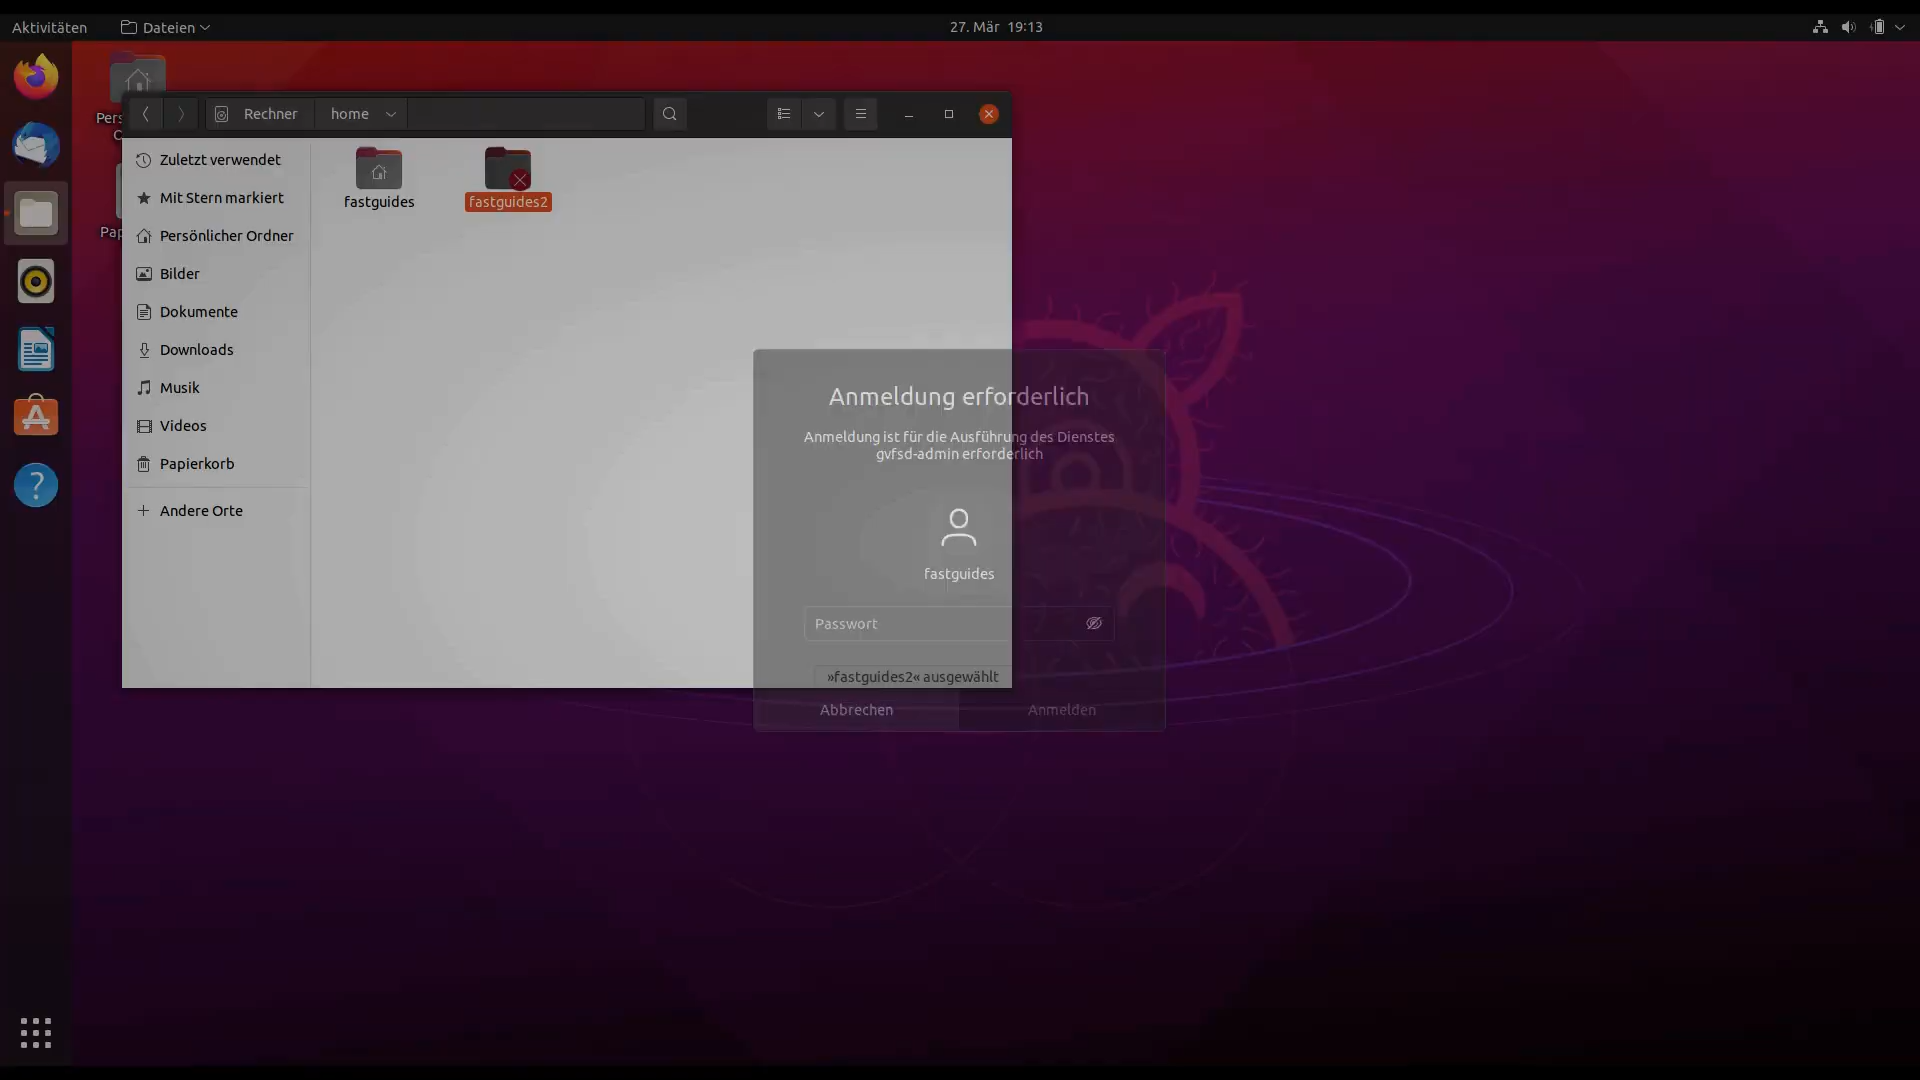 Aktivitäten Dateien 27. Mär 19:13
Pers
Pap
Rechner home
Zuletzt verwendet
Mit Stern markiert
Persönlicher Ordner
Bilder
Dokumente
Downloads
Musik
Videos
Papierkorb
Andere Orte
fastguides fastguides2
Anmeldung erforderlich
Anmeldung ist für die Ausführung des Dienstes
gvfsd-admin erforderlich
fastguides
Passwort
»fastguides2« ausgewählt
Abbrechen Anmelden